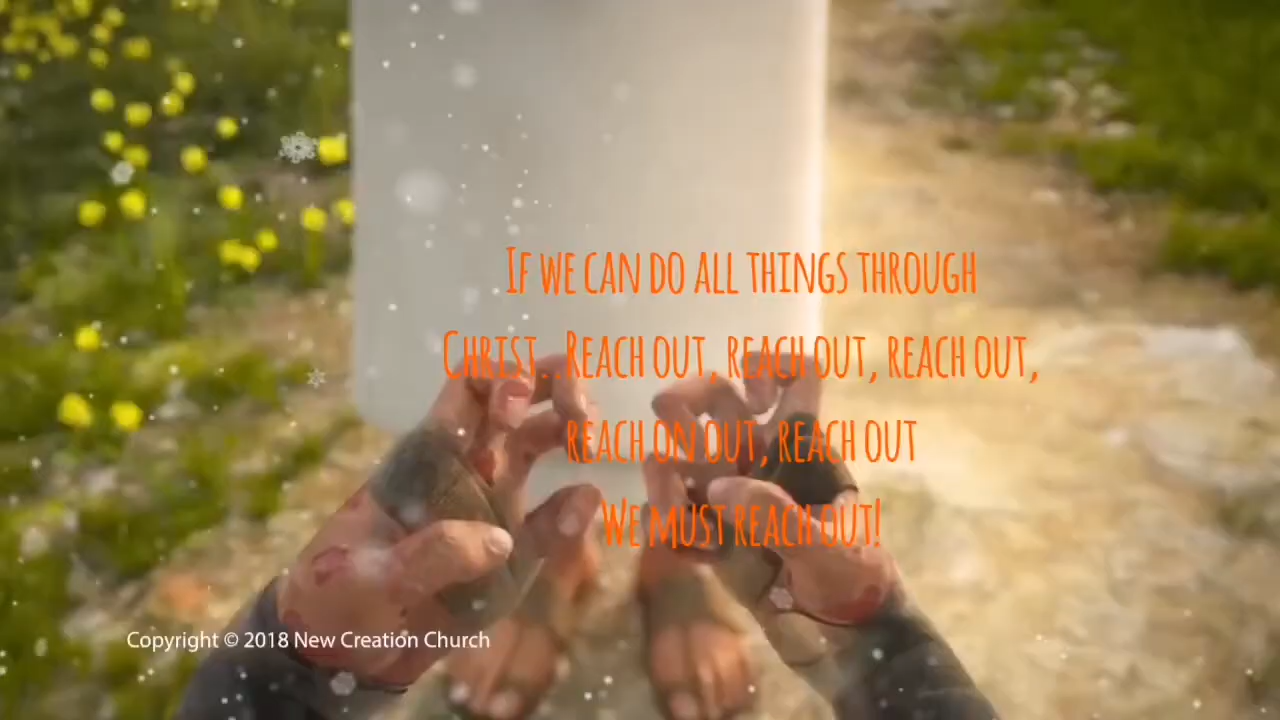 If we can do all things through
Christ...Reach out, reach out, reach out,
reach on out, reach out
We must reach out!
Copyright © 2018 New Creation Church